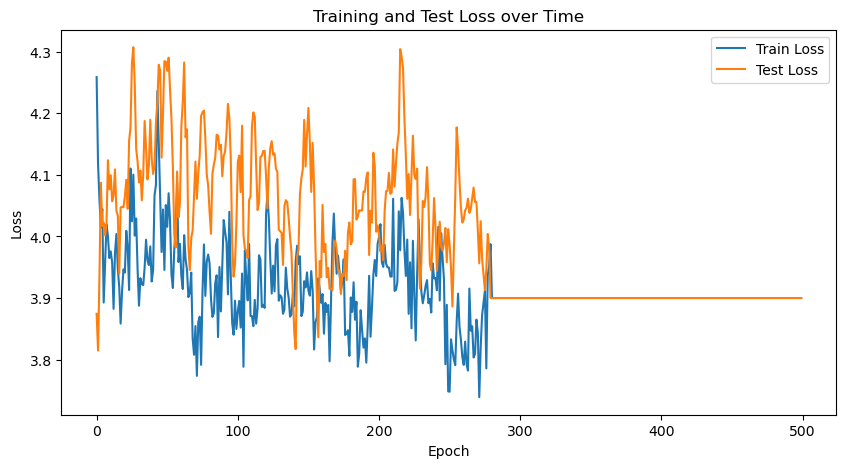 Training and Test Loss over Time
Train Loss
Test Loss
4.3
4.2
4.1
4.0
3.9
3.8
Loss
0 100 200 300 400 500
Epoch